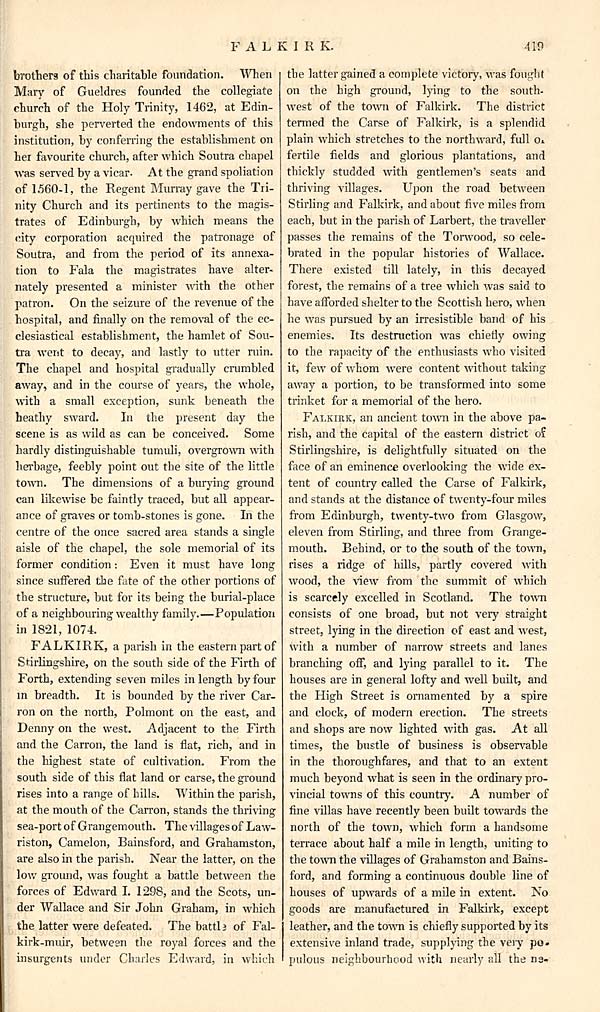 FALKIRK.
419
brothers of this charitable foundation. When
Mary of Gueldres founded the collegiate
church of the Holy Trinity, 1462, at Edin-
burgh, she perverted the endowments of this
institution, by conferring the establishment on
her favourite church, after which Soutra chapel
was served by a vicar. At the grand spoliation
of 1560-1, the Regent Murray gave the Tri-
nity Church and its pertinents to the magis-
trates of Edinburgh, by which means the
city corporation acquired the patronage of
Soutra, and from the period of its annexa-
tion to Fala the magistrates have alter-
nately presented a minister with the other
patron. On the seizure of the revenue of the
hospital, and finally on the removal of the ec-
clesiastical establishment, the hamlet of Sou-
tra went to decay, and lastly to utter ruin.
The chapel and hospital gradually crumbled
away, and in the course of years, the whole,
with a small exception, sunk beneath the
heathy sward. In the present day the
scene is as wild as can be conceived. Some
hardly distinguishable tumuli, overgrown with
herbage, feebly point out the site of the little
town. The dimensions of a burying ground
can likewise be faintly traced, but all appear-
ance of graves or tomb-stones is gone. In the
centre of the once sacred area stands a single
aisle of the chapel, the sole memorial of its
former condition: Even it must have long
since suffered the fate of the other portions of
the structure, but for its being the burial-place
of a neighbouring wealthy family.—Population
in 1821, 1074.
FALKIRK, a parish in the eastern part of
Stirlingshire, on the south side of the Firth of
Forth, extending seven miles in length by four
in breadth. It is bounded by the river Car-
ron on the north, Polmont on the east, and
Denny on the west. Adjacent to the Firth
and the Carron, the land is flat, rich, and in
the highest state of cultivation. From the
south side of this flat land or carse, the ground
rises into a range of hills. Within the parish,
at the mouth of the Carron, stands the thriving
sea-port of Grangemouth. The villages of Law-
riston, Camelon, Bainsford, and Grahamston,
are also in the parish. Near the latter, on the
low ground, was fought a battle between the
forces of Edward I. 1298, and the Scots, un-
der Wallace and Sir John Graham, in which
the latter were defeated. The battle of Fal-
kirk-muir, between the royal forces and the
insurgents under Charles Edward, in which
the latter gained a complete victory, was fought
on the high ground, lying to the south-
west of the town of Falkirk. The district
termed the Carse of Falkirk, is a splendid
plain which stretches to the northward, full o.
fertile fields and glorious plantations, and
thickly studded with gentlemen's seats and
thriving villages. Upon the road between
Stirling and Falkirk, and about five miles from
each, but in the parish of Larbert, the traveller
passes the remains of the Torwood, so cele-
brated in the popular histories of Wallace.
There existed till lately, in this decayed
forest, the remains of a tree which was said to
have afforded shelter to the Scottish hero, when
he was pursued by an irresistible band of his
enemies. Its destruction was chiefly owing
to the rapacity of the enthusiasts who visited
it, few of whom were content without taking
away a portion, to be transformed into some
trinket for a memorial of the hero.
FALKIRK, an ancient town in the above pa-
rish, and the capital of the eastern district of
Stirlingshire, is delightfully situated on the
face of an eminence overlooking the wide ex-
tent of country called the Carse of Falkirk,
and stands at the distance of twenty-four miles
from Edinburgh, twenty-two from Glasgow,
eleven from Stirling, and three from Grange-
mouth. Behind, or to the south of the town,
rises a ridge of hills, partly covered with
wood, the view from the summit of which
is scarcely excelled in Scotland. The town
consists of one broad, but not very straight
street, lying in the direction of east and west,
with a number of narrow streets and lanes
branching off, and lying parallel to it. The
houses are in general lofty and well built, and
the High Street is ornamented by a spire
and clock, of modern erection. The streets
and shops are now lighted with gas. At all
times, the bustle of business is observable
in the thoroughfares, and that to an extent
much beyond what is seen in the ordinary pro-
vincial towns of this country. A number of
fine villas have recently been built towards the
north of the town, which form a handsome
terrace about half a mile in length, uniting to
the town the villages of Grahamston and Bains-
ford, and forming a continuous double line of
houses of upwards of a mile in extent. No
goods are manufactured in Falkirk, except
leather, and the town is chiefly supported by its
extensive inland trade, supplying the very po-
pulous neighbourhood with nearly all the ne-